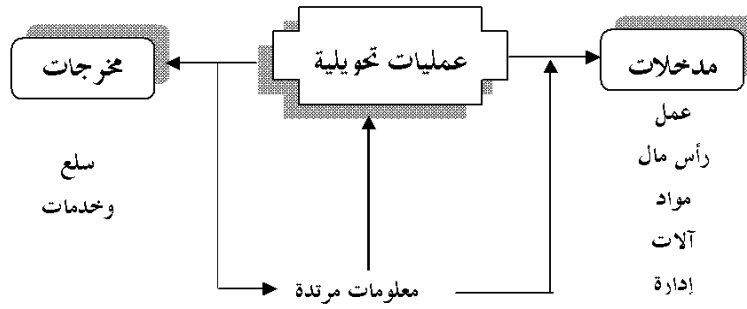 مدخلات
عمل
رأس مال
مواد
آلات
إدارة
عمليات تحويلية
مخرجات
سلع
وخدمات
معلومات مرتدة